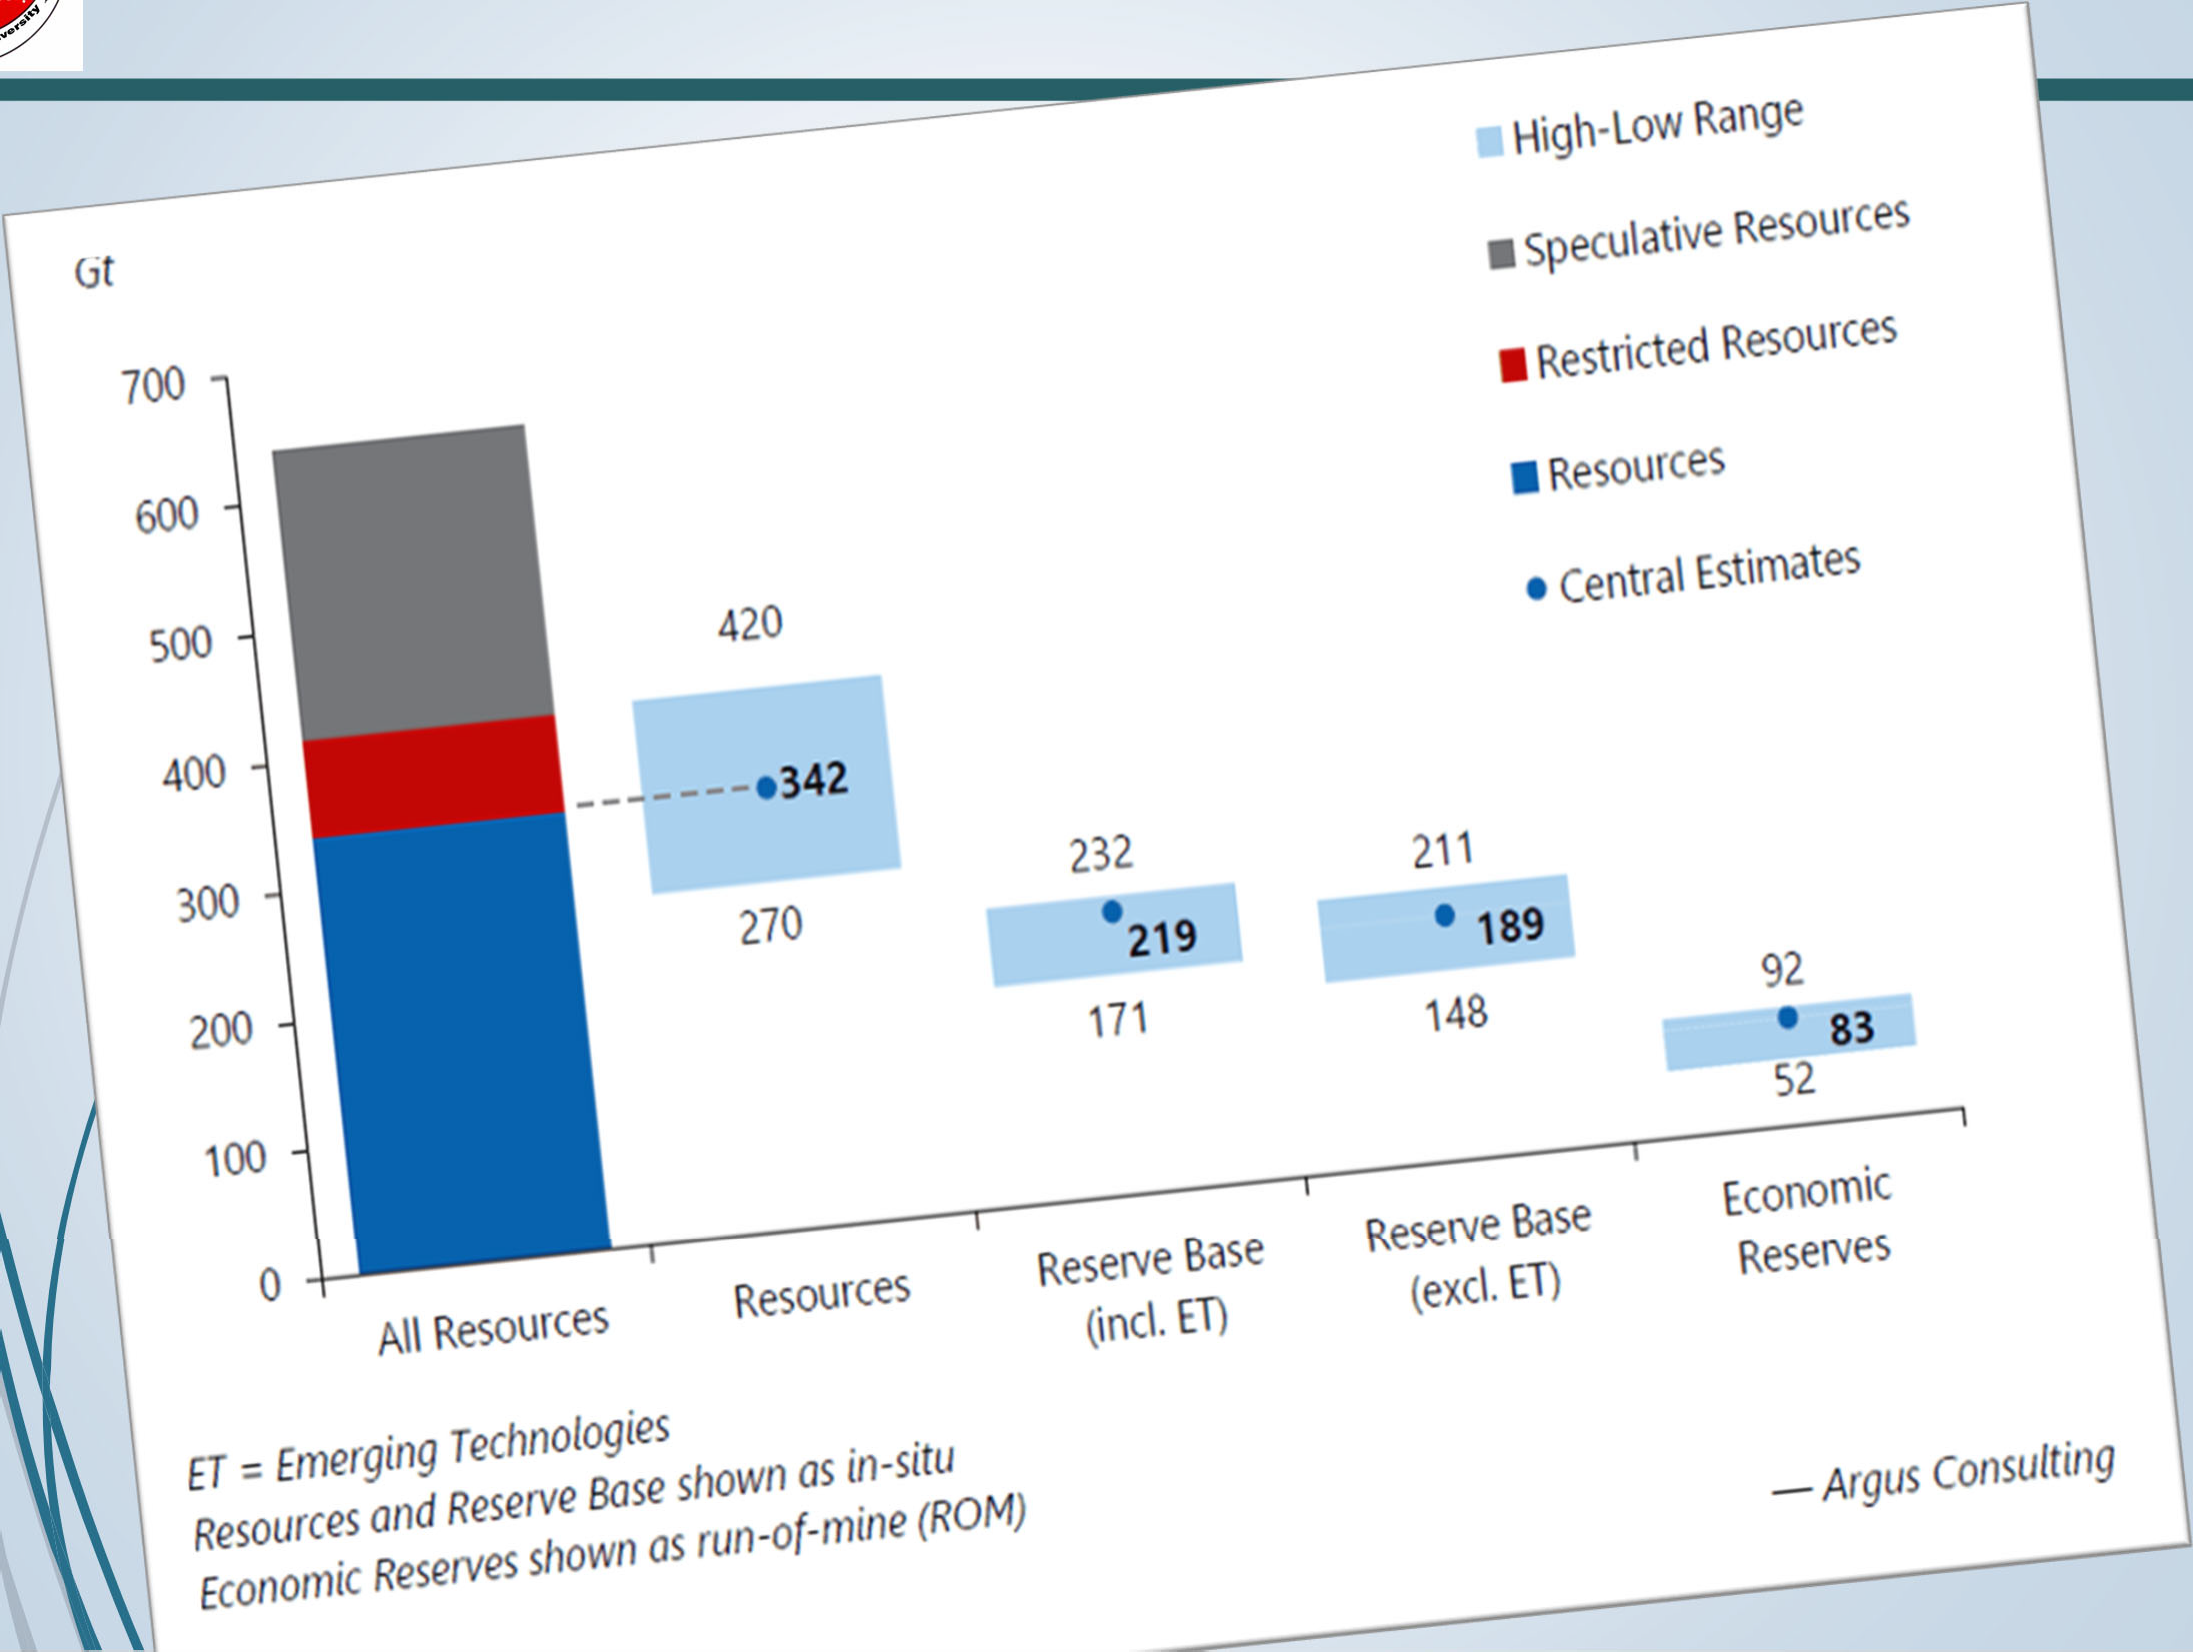 versity
Gt
High-Low Range
Speculative Resources
Restricted Resources
Resources
Central Estimates
700
600
500
400
300
200
100
0
420
342
270
232
219
171
211
189
148
92
83
52
All Resources
Resources
Reserve Base
(incl. ET)
Reserve Base
(excl. ET)
Economic
Reserves
ET = Emerging Technologies
Resources and Reserve Base shown as in-situ
Economic Reserves shown as run-of-mine (ROM)
— Argus Consulting